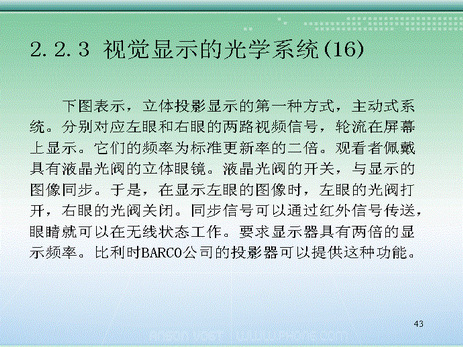 2.2.3 视觉显示的光学系统(16)
下图表示，立体投影显示的第一种方式，主动式系
统。分别对应左眼和右眼的两路视频信号，轮流在屏幕
上显示。它们的频率为标准更新率的二倍。观看者佩戴
具有液晶光阀的立体眼镜。液晶光阀的开关，与显示的
图像同步。于是，在显示左眼的图像时，左眼的光阀打
开，右眼的光阀关闭。同步信号可以通过红外信号传送，
眼睛就可以在无线状态工作。要求显示器具有两倍的显
示频率。比利时BARCO公司的投影器可以提供这种功能。
43